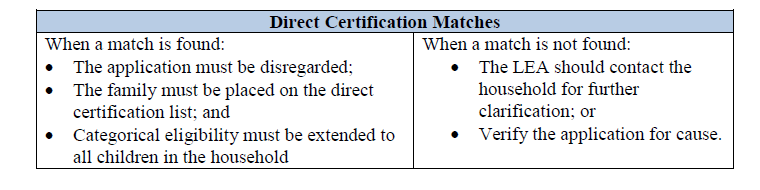 Direct Certification Matches
When a match is found:
• The application must be disregarded;
• The family must be placed on the direct
certification list; and
• Categorical eligibility must be extended to
all children in the household
When a match is not found:
• The LEA should contact the
household for further
clarification; or
• Verify the application for cause.